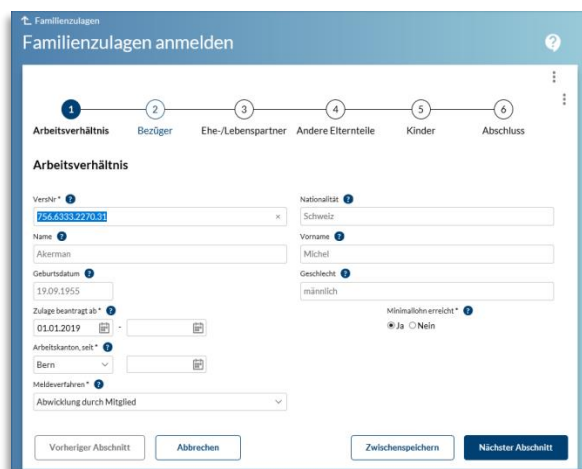 Familienzulagen
Familienzulagen anmelden
1 2 3 4 5 6
Arbeitsverhältnis Bezüger Ehe-/Lebenspartner Andere Elternteile Kinder Abschluss
Arbeitsverhältnis
VersNr * ? Nationalität ?
756.6333.2270.31 × Schweiz
Name ? Vorname ?
Akerman Michel
Geburtsdatum ? Geschlecht ?
19.09.1955 männlich
Zulage beantragt ab * ? Minimallohn erreicht * ?
01.01.2019 - Ja Nein
Arbeitskanton, seit * ?
Bern
Meldeverfahren * ?
Abwicklung durch Mitglied
Vorheriger Abschnitt Abbrechen Zwischenspeichern Nächster Abschnitt